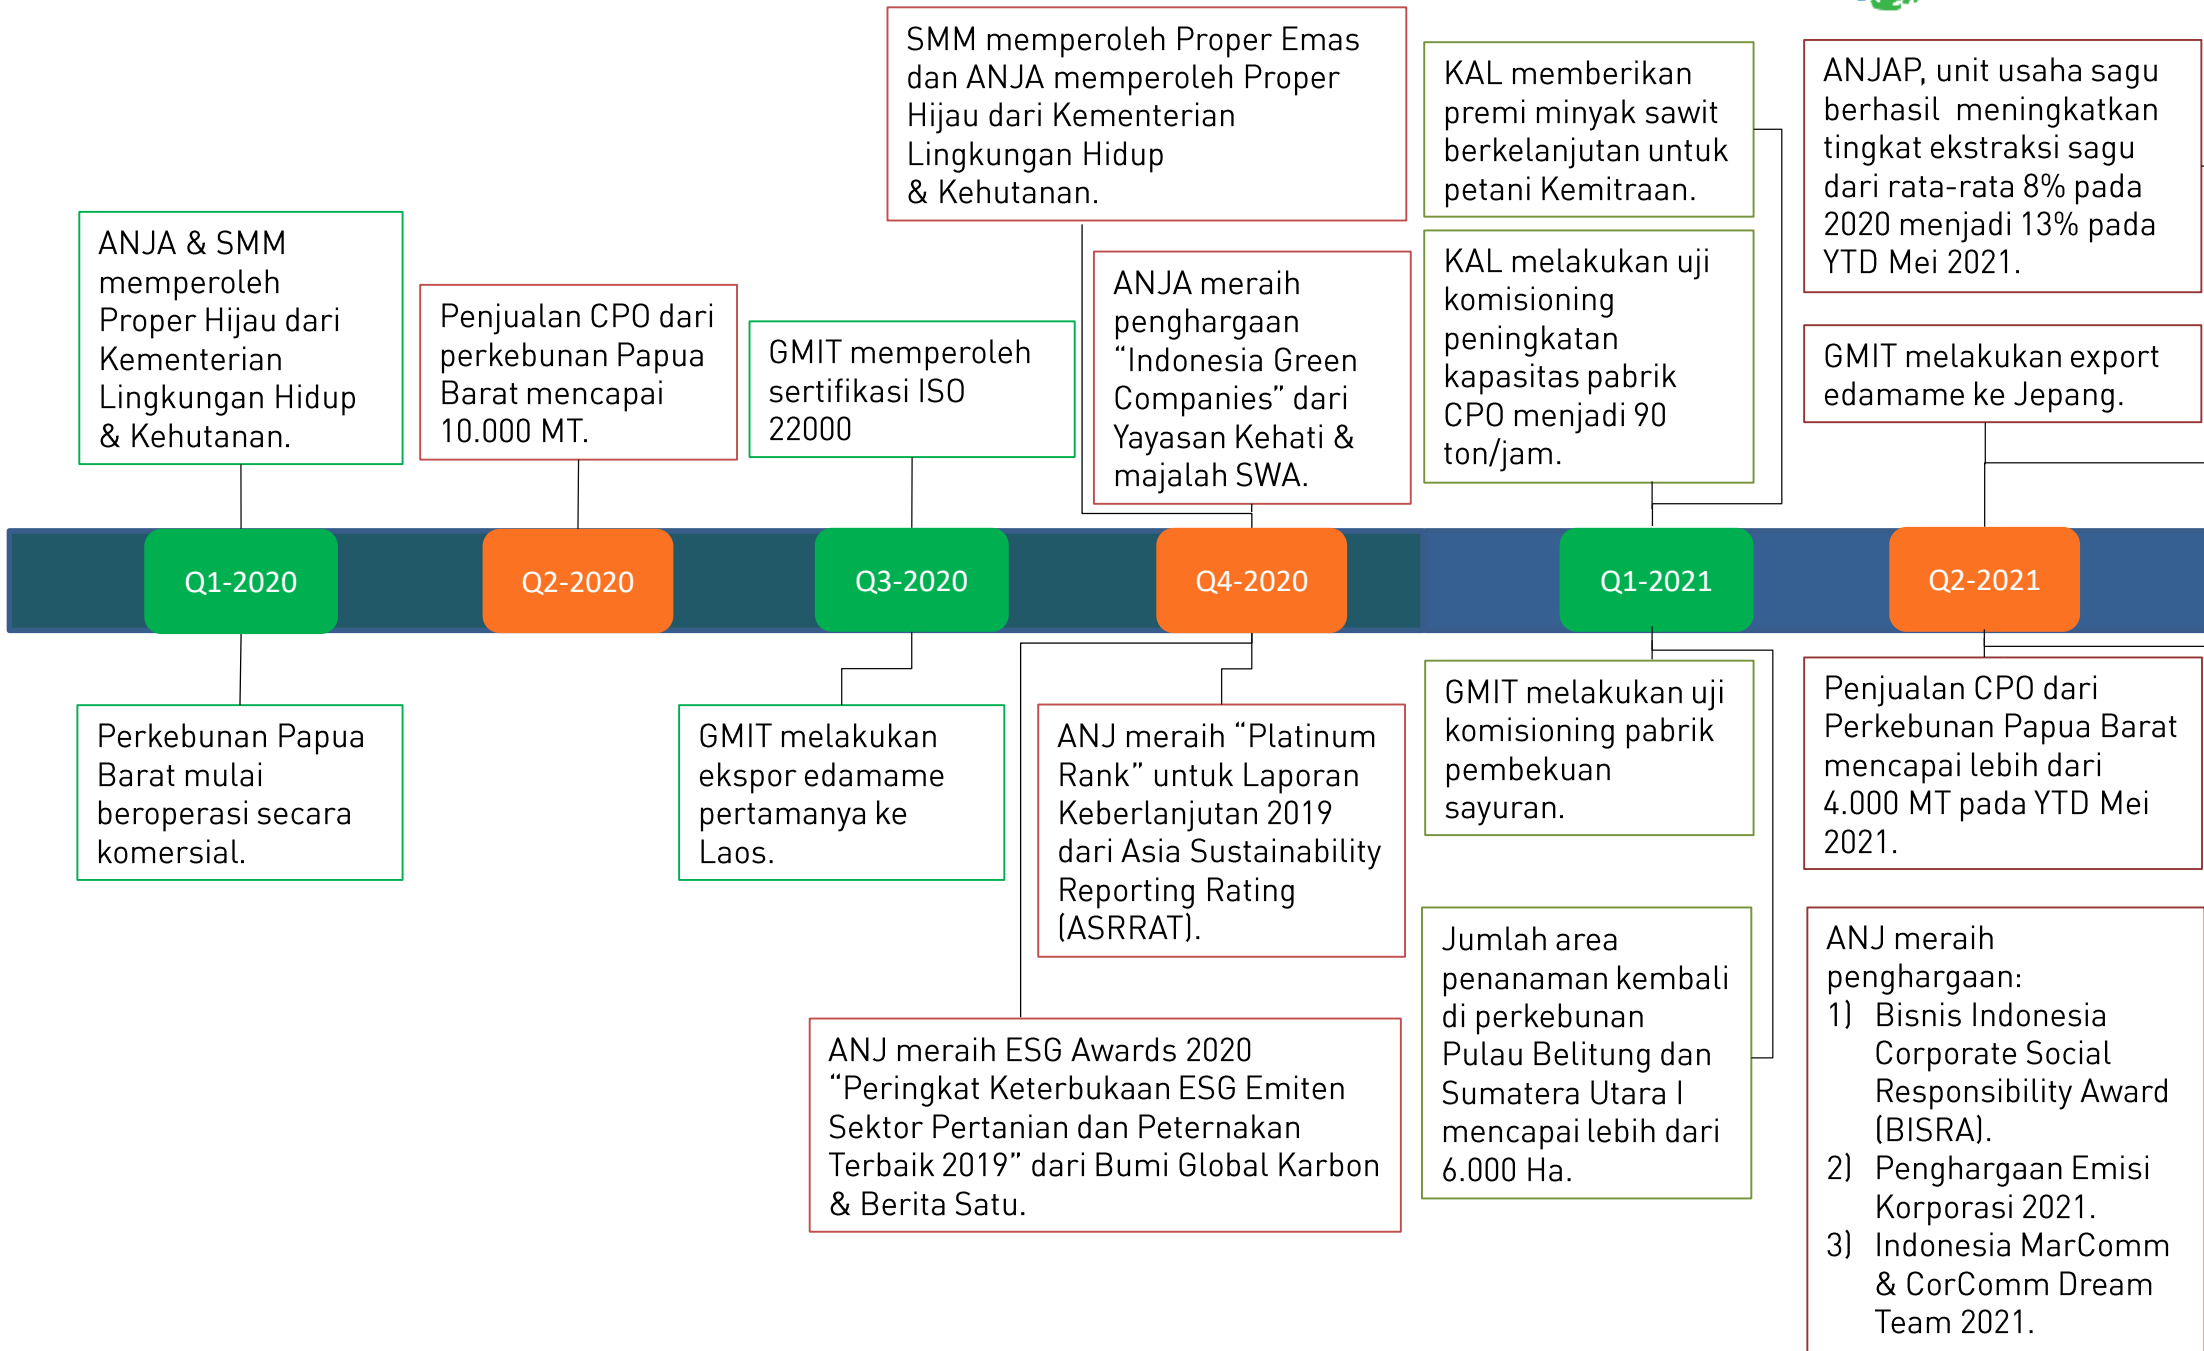 SMM memperoleh Proper Emas
dan ANJA memperoleh Proper
Hijau dari Kementerian
Lingkungan Hidup
& Kehutanan.
KAL memberikan
premi minyak sawit
berkelanjutan untuk
petani Kemitraan.
ANJAP, unit usaha sagu
berhasil meningkatkan
tingkat ekstraksi sagu
dari rata-rata 8% pada
2020 menjadi 13% pada
YTD Mei 2021.
ANJA & SMM
memperoleh
Proper Hijau dari
Kementerian
Lingkungan Hidup
& Kehutanan.
Penjualan CPO dari
perkebunan Papua
Barat mencapai
10.000 MT.
GMIT memperoleh
sertifikasi ISO
22000
ANJA meraih
penghargaan
“Indonesia Green
Companies” dari
Yayasan Kehati &
majalah SWA.
KAL melakukan uji
komisioning
peningkatan
kapasitas pabrik
CPO menjadi 90
ton/jam.
GMIT melakukan export
edamame ke Jepang.
Q1-2020
Q2-2020
Q3-2020
Q4-2020
Q1-2021
Q2-2021
Perkebunan Papua
Barat mulai
beroperasi secara
komersial.
GMIT melakukan
ekspor edamame
pertamanya ke
Laos.
ANJ meraih “Platinum
Rank” untuk Laporan
Keberlanjutan 2019
dari Asia Sustainability
Reporting Rating
(ASRRAT).
GMIT melakukan uji
komisioning pabrik
pembekuan
sayuran.
Penjualan CPO dari
Perkebunan Papua Barat
mencapai lebih dari
4.000 MT pada YTD Mei
2021.
ANJ meraih ESG Awards 2020
“Peringkat Keterbukaan ESG Emiten
Sektor Pertanian dan Peternakan
Terbaik 2019” dari Bumi Global Karbon
& Berita Satu.
Jumlah area
penanaman kembali
di perkebunan
Pulau Belitung dan
Sumatera Utara I
mencapai lebih dari
6.000 Ha.
ANJ meraih
penghargaan:
1) Bisnis Indonesia
Corporate Social
Responsibility Award
(BISRA).
2) Penghargaan Emisi
Korporasi 2021.
3) Indonesia MarComm
& CorComm Dream
Team 2021.